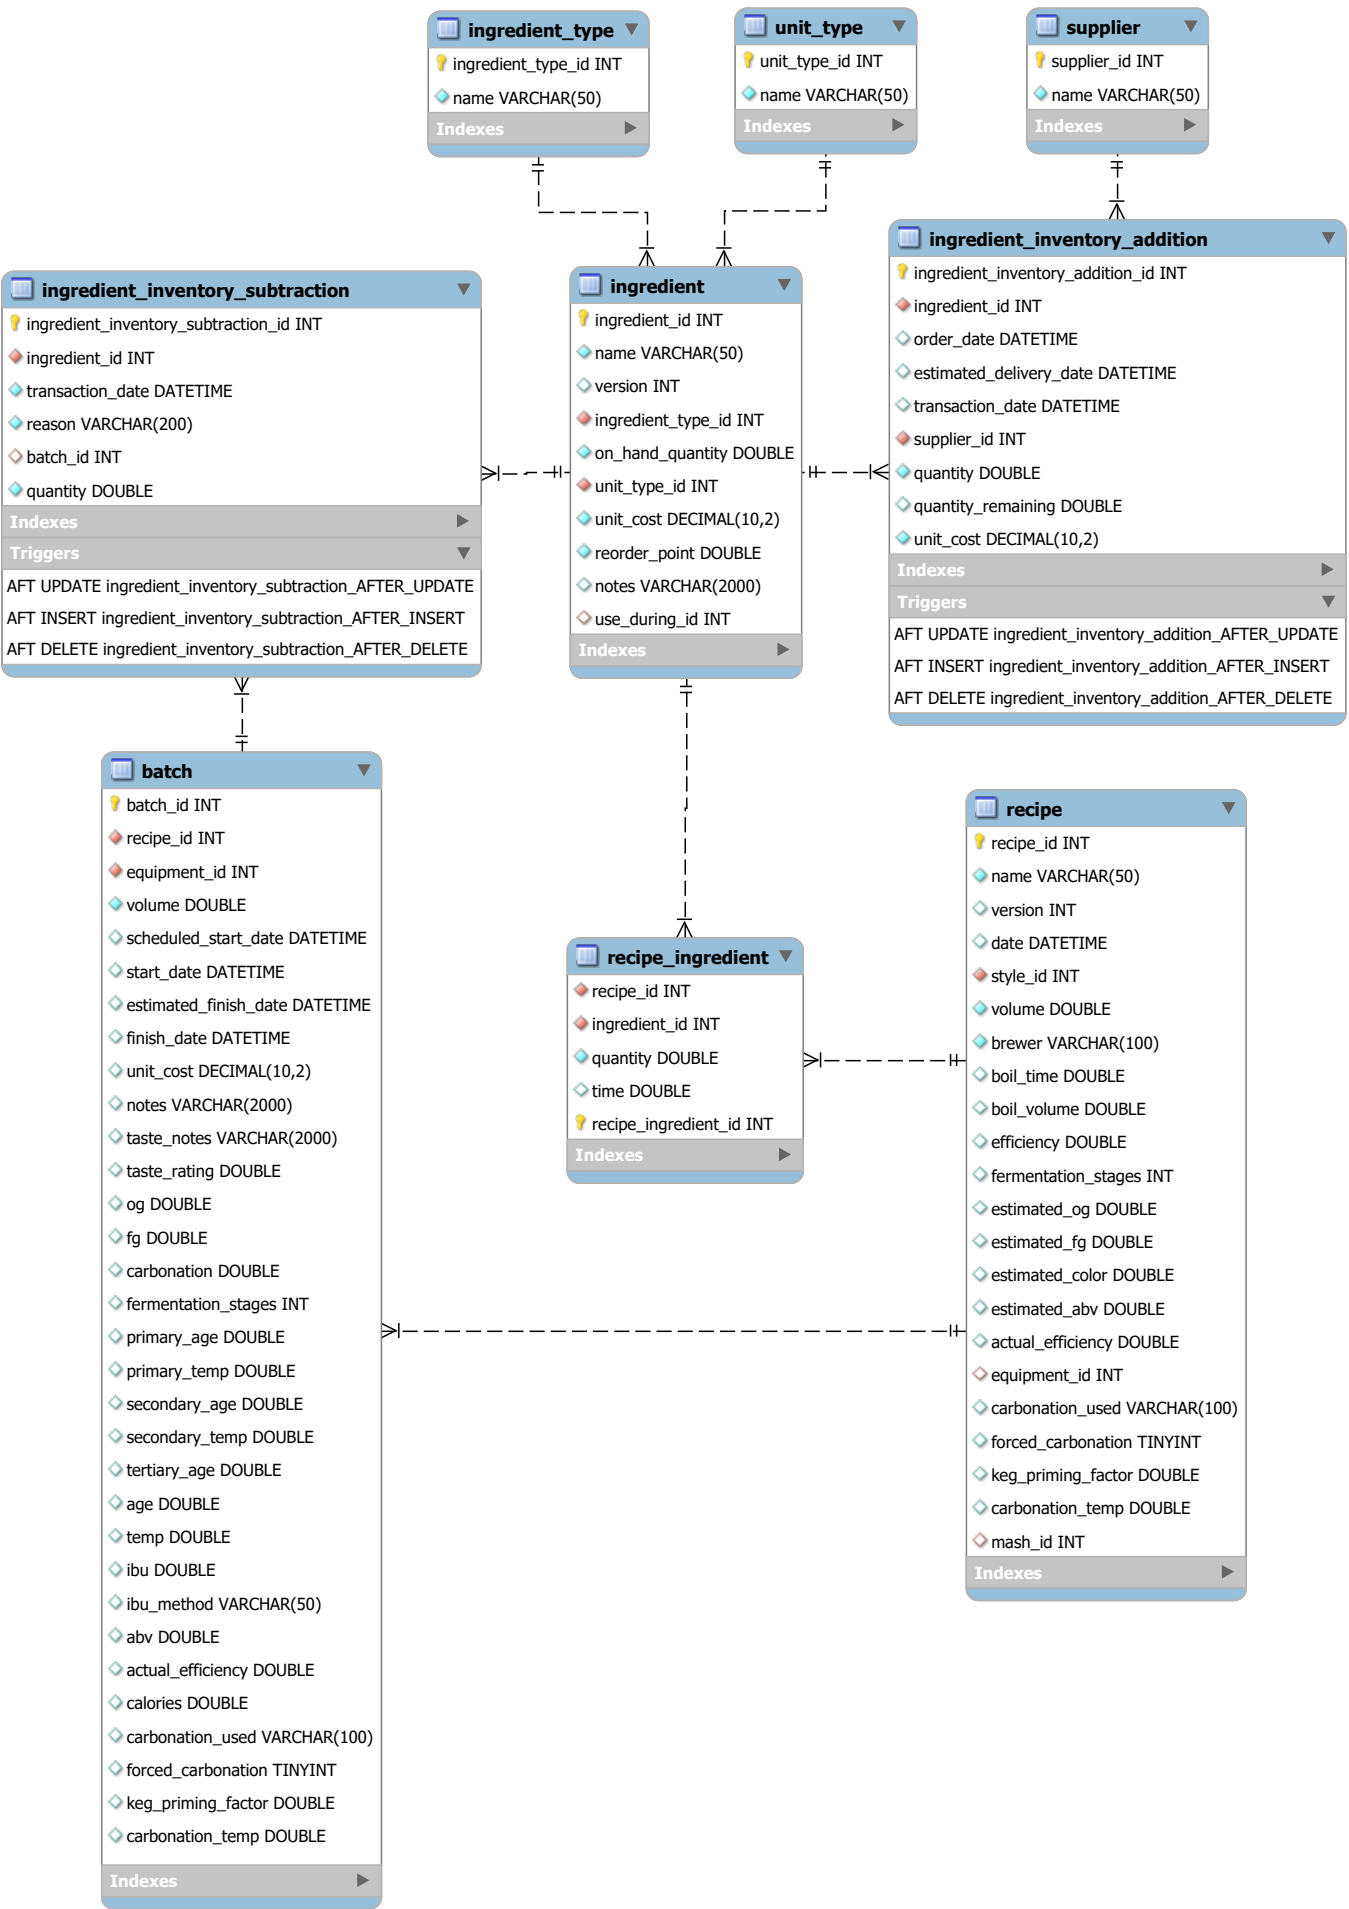 ingredient_type
ingredient_type_id INT
name VARCHAR(50)
Indexes
unit_type
unit_type_id INT
name VARCHAR(50)
Indexes
supplier
supplier_id INT
name VARCHAR(50)
Indexes
ingredient_inventory_subtraction
ingredient_inventory_subtraction_id INT
ingredient_id INT
transaction_date DATETIME
reason VARCHAR(200)
batch_id INT
quantity DOUBLE
Indexes
Triggers
AFT UPDATE ingredient_inventory_subtraction_AFTER_UPDATE
AFT INSERT ingredient_inventory_subtraction_AFTER_INSERT
AFT DELETE ingredient_inventory_subtraction_AFTER_DELETE
ingredient
ingredient_id INT
name VARCHAR(50)
version INT
ingredient_type_id INT
on_hand_quantity DOUBLE
unit_type_id INT
unit_cost DECIMAL(10,2)
reorder_point DOUBLE
notes VARCHAR(2000)
use_during_id INT
Indexes
ingredient_inventory_addition
ingredient_inventory_addition_id INT
ingredient_id INT
order_date DATETIME
estimated_delivery_date DATETIME
transaction_date DATETIME
supplier_id INT
quantity DOUBLE
quantity_remaining DOUBLE
unit_cost DECIMAL(10,2)
Indexes
Triggers
AFT UPDATE ingredient_inventory_addition_AFTER_UPDATE
AFT INSERT ingredient_inventory_addition_AFTER_INSERT
AFT DELETE ingredient_inventory_addition_AFTER_DELETE
batch
batch_id INT
recipe_id INT
equipment_id INT
volume DOUBLE
scheduled_start_date DATETIME
start_date DATETIME
estimated_finish_date DATETIME
finish_date DATETIME
unit_cost DECIMAL(10,2)
notes VARCHAR(2000)
taste_notes VARCHAR(2000)
taste_rating DOUBLE
og DOUBLE
fg DOUBLE
carbonation DOUBLE
fermentation_stages INT
primary_age DOUBLE
primary_temp DOUBLE
secondary_age DOUBLE
secondary_temp DOUBLE
tertiary_age DOUBLE
age DOUBLE
temp DOUBLE
ibu DOUBLE
ibu_method VARCHAR(50)
abv DOUBLE
actual_efficiency DOUBLE
calories DOUBLE
carbonation_used VARCHAR(100)
forced_carbonation TINYINT
keg_priming_factor DOUBLE
carbonation_temp DOUBLE
Indexes
recipe_ingredient
recipe_id INT
ingredient_id INT
quantity DOUBLE
time DOUBLE
recipe_ingredient_id INT
Indexes
recipe
recipe_id INT
name VARCHAR(50)
version INT
date DATETIME
style_id INT
volume DOUBLE
brewer VARCHAR(100)
boil_time DOUBLE
boil_volume DOUBLE
efficiency DOUBLE
fermentation_stages INT
estimated_og DOUBLE
estimated_fg DOUBLE
estimated_color DOUBLE
estimated_abv DOUBLE
actual_efficiency DOUBLE
equipment_id INT
carbonation_used VARCHAR(100)
forced_carbonation TINYINT
keg_priming_factor DOUBLE
carbonation_temp DOUBLE
mash_id INT
Indexes